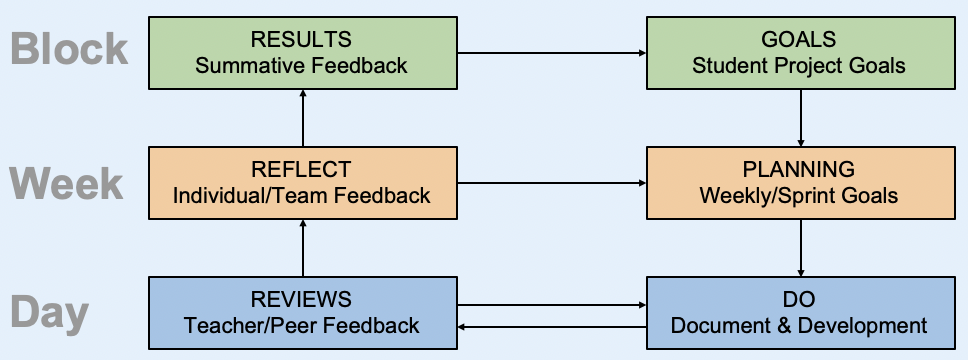 Block
RESULTS
Summative Feedback
GOALS
Student Project Goals
Week
REFLECT
Individual/Team Feedback
PLANNING
Weekly/Sprint Goals
Day
REVIEWS
Teacher/Peer Feedback
DO
Document & Development